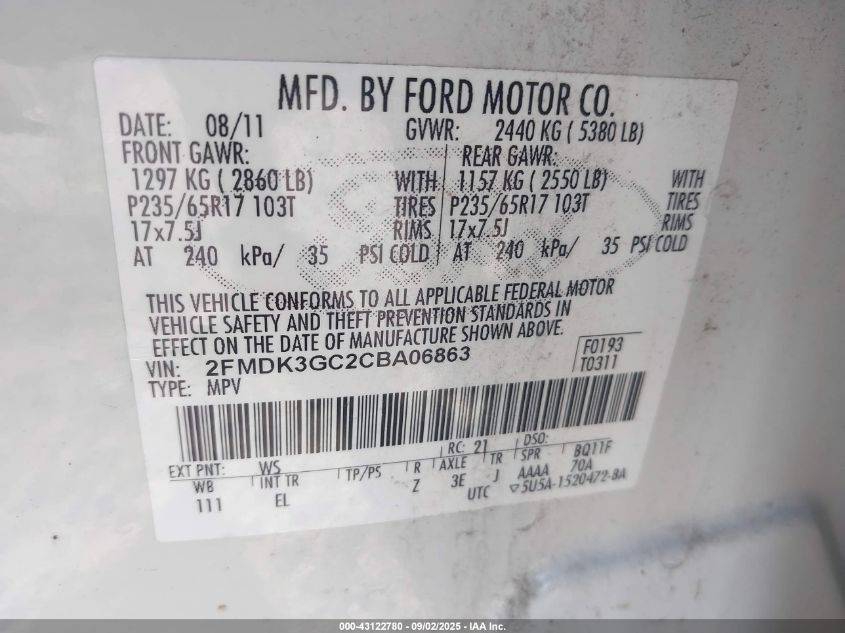 MFD. BY FORD MOTOR CO.
DATE: 08/11 GVWR: 2440 KG ( 5380 LB)
FRONT GAWR: REAR GAWR:
1297 KG ( 2860 LB) WITH 1157 KG ( 2550 LB) WITH
P235/65R17 103T TIRES P235/65R17 103T TIRES
17x7.5J RIMS 17x7.5J RIMS
AT 240 kPa/ 35 PSI COLD AT 240 kPa/ 35 PSI COLD
THIS VEHICLE CONFORMS TO ALL APPLICABLE FEDERAL MOTOR
VEHICLE SAFETY AND THEFT PREVENTION STANDARDS IN
EFFECT ON THE DATE OF MANUFACTURE SHOWN ABOVE.
VIN: 2FMDK3GC2CBA06863 F0193
TYPE: MPV T0311
EXT PNT: WS RC: 21 DSO:
WB INT TR TP/PS R AXLE TR SPR BQ11F
111 EL Z 3E J AAAA 70A
UTC ▽5U5A-1520472-BA
000-43122780 - 09/02/2025 - IAA Inc.